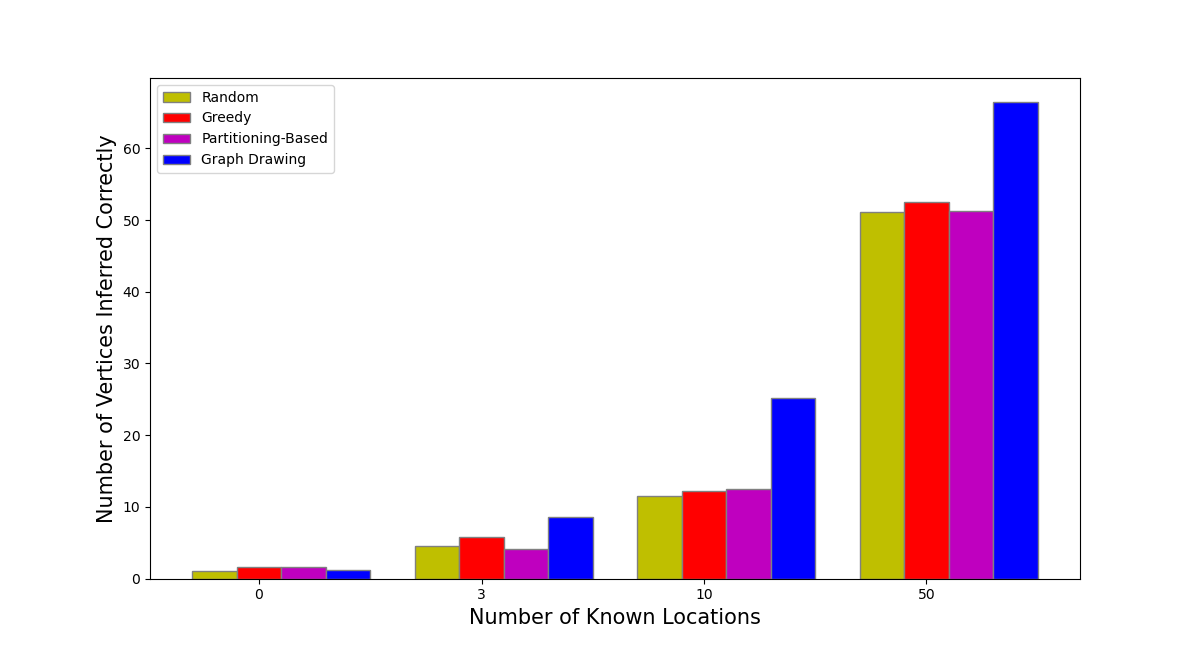 Random
Greedy
Partitioning-Based
Graph Drawing
Number of Vertices Inferred Correctly
60
50
40
30
20
10
0
0 3 10 50
Number of Known Locations